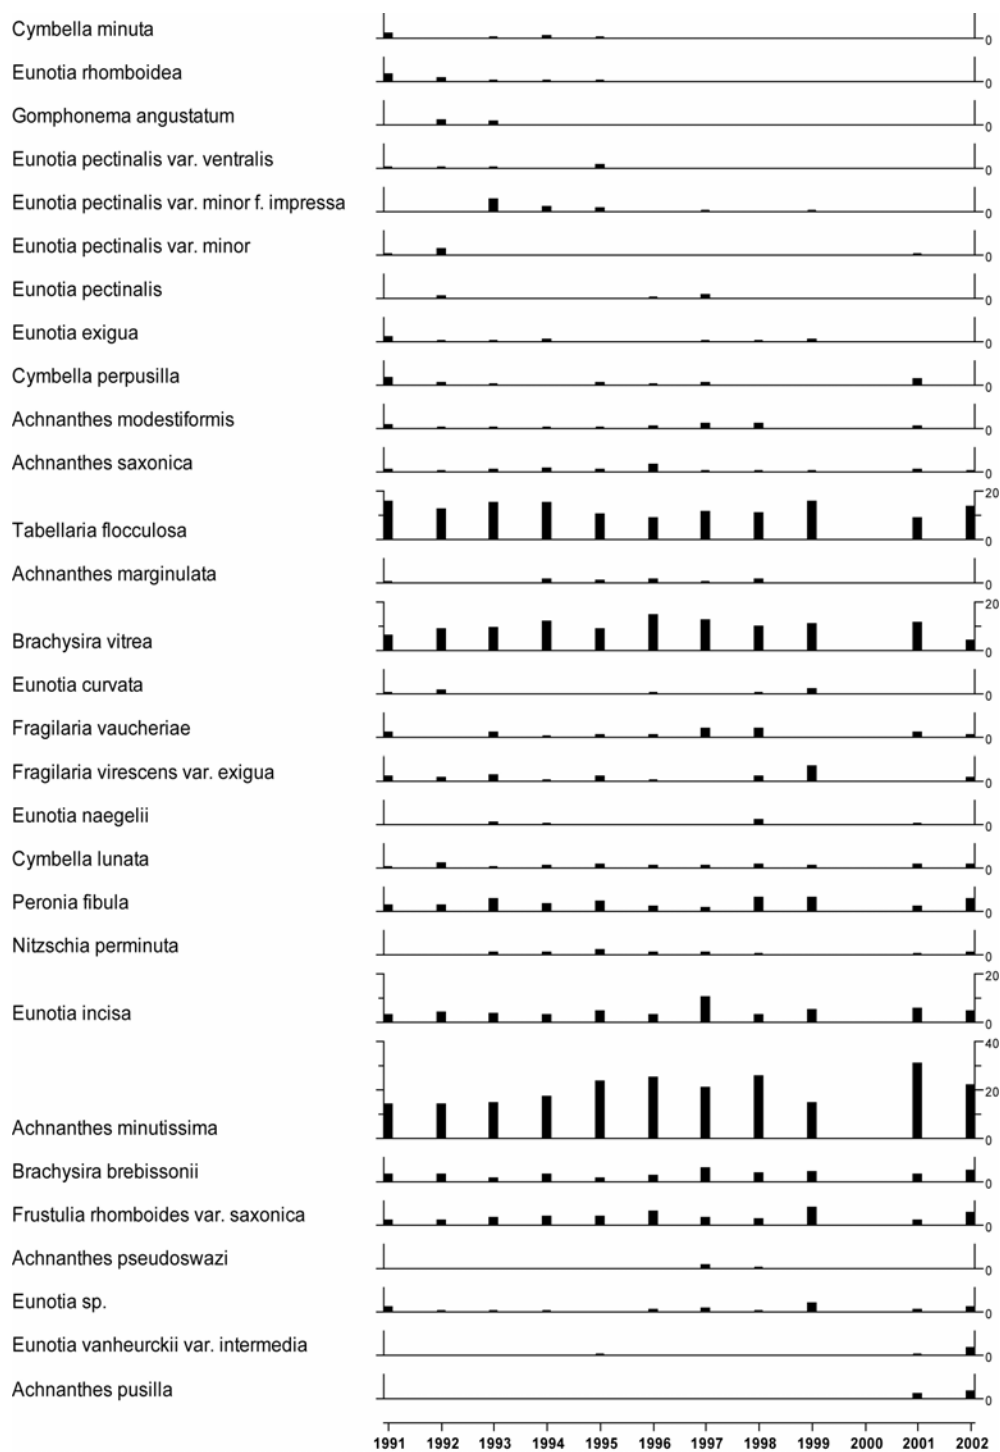 Cymbella minuta 0
Eunotia rhomboidea 0
Gomphonema angustatum 0
Eunotia pectinalis var. ventralis 0
Eunotia pectinalis var. minor f. impressa 0
Eunotia pectinalis var. minor 0
Eunotia pectinalis 0
Eunotia exigua 0
Cymbella perpusilla 0
Achnanthes modestiformis 0
Achnanthes saxonica 0
20
Tabellaria flocculosa 0
Achnanthes marginulata 0
20
Brachysira vitrea 0
Eunotia curvata 0
Fragilaria vaucheriae 0
Fragilaria virescens var. exigua 0
Eunotia naegelii 0
Cymbella lunata 0
Peronia fibula 0
Nitzschia perminuta 0
20
Eunotia incisa 0
40
20
Achnanthes minutissima 0
Brachysira brebissonii 0
Frustulia rhomboides var. saxonica 0
Achnanthes pseudoswazi 0
Eunotia sp. 0
Eunotia vanheurckii var. intermedia 0
Achnanthes pusilla 0
1991 1992 1993 1994 1995 1996 1997 1998 1999 2000 2001 2002